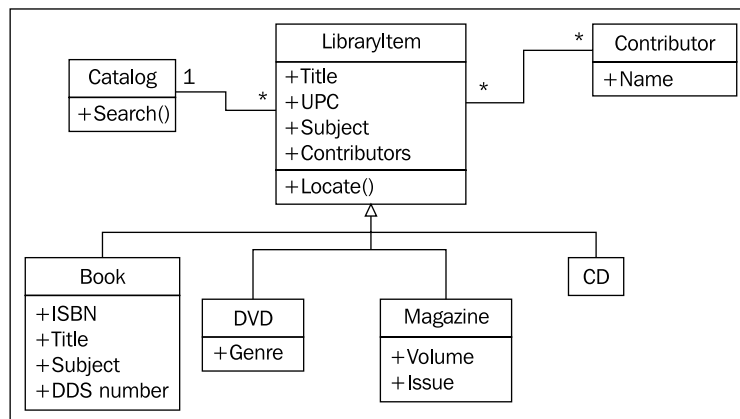 LibraryItem
+Title
+UPC
+Subject
+Contributors
+Locate()
Catalog
+Search()
1
*
*
*
Contributor
+Name
Book
+ISBN
+Title
+Subject
+DDS number
DVD
+Genre
Magazine
+Volume
+Issue
CD